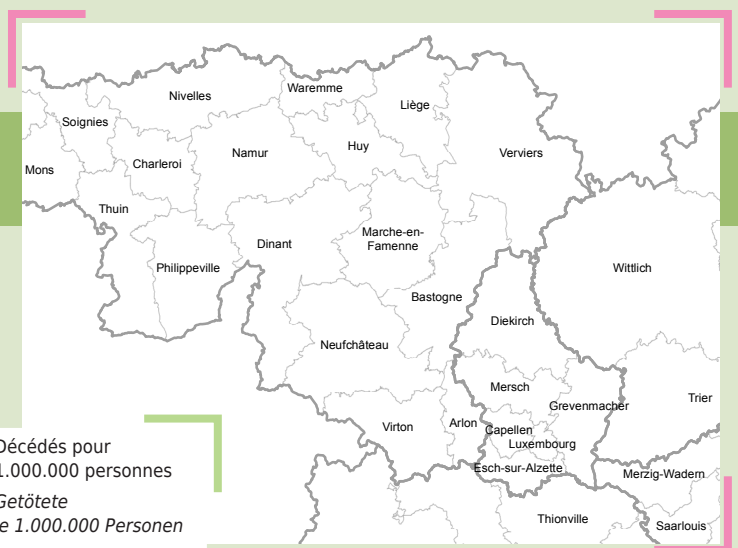 Waremme
Nivelles
Liège
Soignies
Huy
Namur
Verviers
Charleroi
Mons
Thuin
Marche-en-
Famenne
Dinant
Philippeville
Wittlich
Bastogne
Diekirch
Neufchâteau
Mersch
Trier
Grevenmacher
Virton
Arlon
Capellen
Luxembourg
Esch-sur-Alzette
Merzig-Wadern
Thionville
Saarlouis
Décédés pour
1.000.000 personnes
Getötete
e 1.000.000 Personen